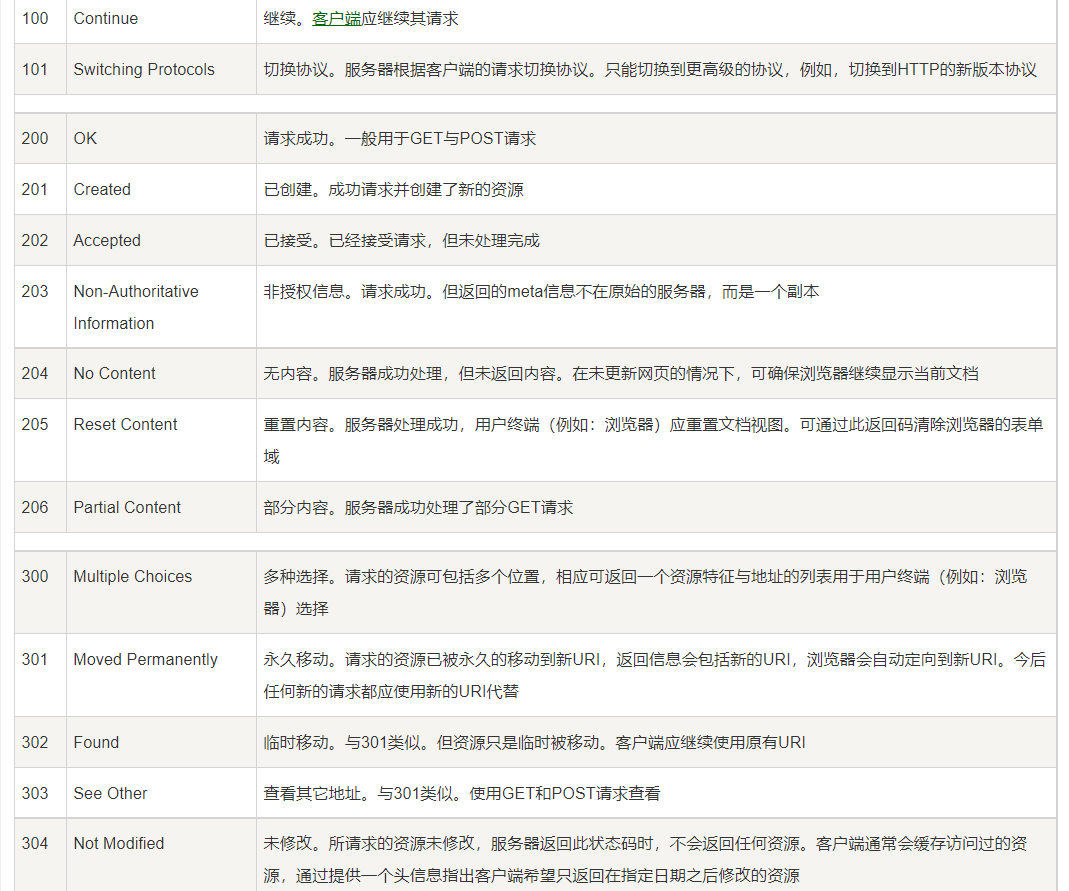 100 Continue 继续。客户端应继续其请求
101 Switching Protocols 切换协议。服务器根据客户端的请求切换协议。只能切换到更高级的协议，例如，切换到HTTP的新版本协议
200 OK 请求成功。一般用于GET与POST请求
201 Created 已创建。成功请求并创建了新的资源
202 Accepted 已接受。已经接受请求，但未处理完成
203 Non-Authoritative 非授权信息。请求成功。但返回的meta信息不在原始的服务器，而是一个副本
Information
204 No Content 无内容。服务器成功处理，但未返回内容。在未更新网页的情况下，可确保浏览器继续显示当前文档
205 Reset Content 重置内容。服务器处理成功，用户终端（例如：浏览器）应重置文档视图。可通过此返回码清除浏览器的表单
域
206 Partial Content 部分内容。服务器成功处理了部分GET请求
300 Multiple Choices 多种选择。请求的资源可包括多个位置，相应可返回一个资源特征与地址的列表用于用户终端（例如：浏览
器）选择
301 Moved Permanently 永久移动。请求的资源已被永久的移动到新URI，返回信息会包括新的URI，浏览器会自动定向到新URI。今后
任何新的请求都应使用新的URI代替
302 Found 临时移动。与301类似。但资源只是临时被移动。客户端应继续使用原有URI
303 See Other 查看其它地址。与301类似。使用GET和POST请求查看
304 Not Modified 未修改。所请求的资源未修改，服务器返回此状态码时，不会返回任何资源。客户端通常会缓存访问过的资
源，通过提供一个头信息指出客户端希望只返回在指定日期之后修改的资源